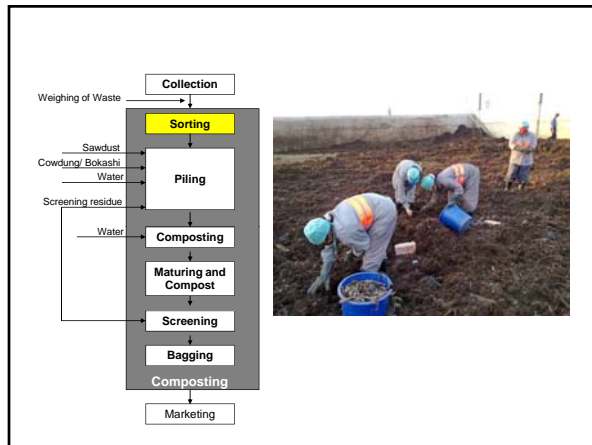 Collection
Weighing of Waste
Sorting
Sawdust
Cowdung/ Bokashi
Water
Piling
Screening residue
Water
Composting
Maturing and
Compost
Screening
Bagging
Composting
Marketing